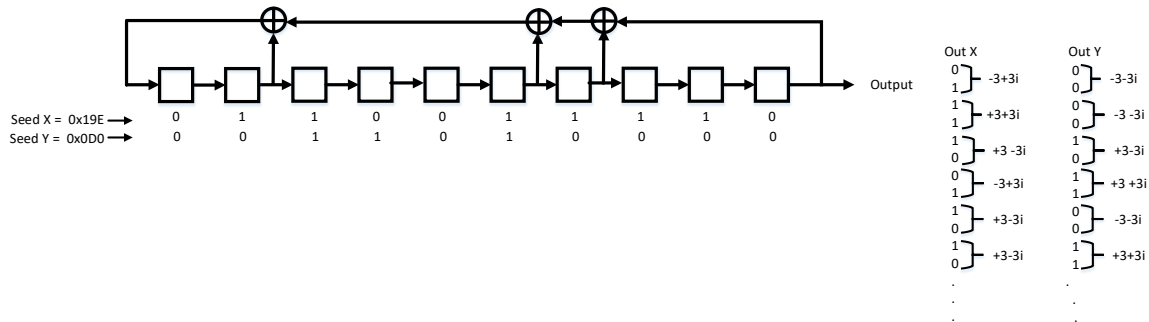 Out X Out Y
0 0
-3+3i -3-3i
1 0
Output
1 0
+3+3i -3 -3i
1 0
Seed X = 0x19E 0 1 1 0 0 1 1 1 1 0
Seed Y = 0x0D0 0 0 1 1 0 1 0 0 0 0
1 1
+3 -3i +3-3i
0 0
0 1
-3+3i +3 +3i
1 1
1 0
+3-3i -3-3i
0 0
1 1
+3-3i +3+3i
0 1
. .
. .
. .